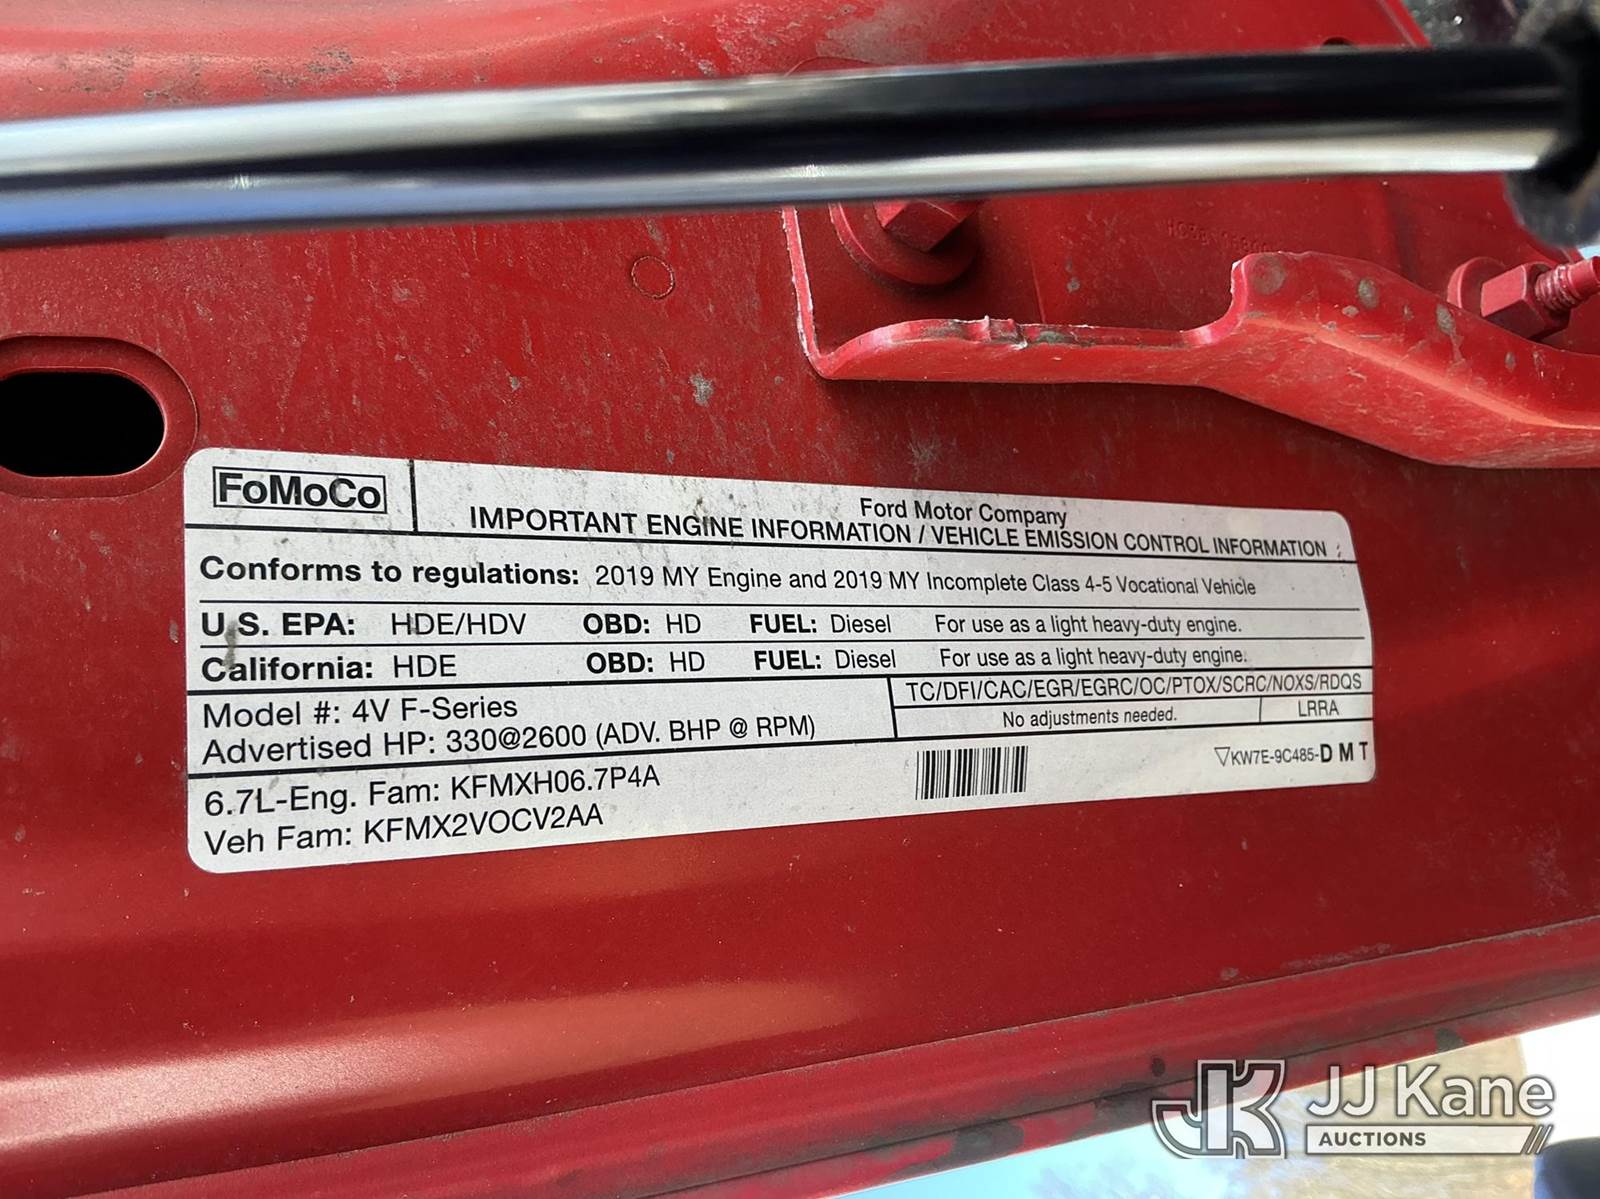 FoMoCo
Ford Motor Company
IMPORTANT ENGINE INFORMATION / VEHICLE EMISSION CONTROL INFORMATION
Conforms to regulations: 2019 MY Engine and 2019 MY Incomplete Class 4-5 Vocational Vehicle
U.S. EPA: HDE/HDV OBD: HD FUEL: Diesel For use as a light heavy-duty engine.
California: HDE OBD: HD FUEL: Diesel For use as a light heavy-duty engine.
Model #: 4V F-Series
Advertised HP: 330@2600 (ADV. BHP @ RPM)
TC/DFI/CAC/EGR/EGRC/OC/PTOX/SCRC/NOXS/RDQS
No adjustments needed. LRRA
6.7L-Eng. Fam: KFMXH06.7P4A
Veh Fam: KFMX2VOCV2AA
▽KW7E-9C485-D M T
JK JJ Kane
AUCTIONS